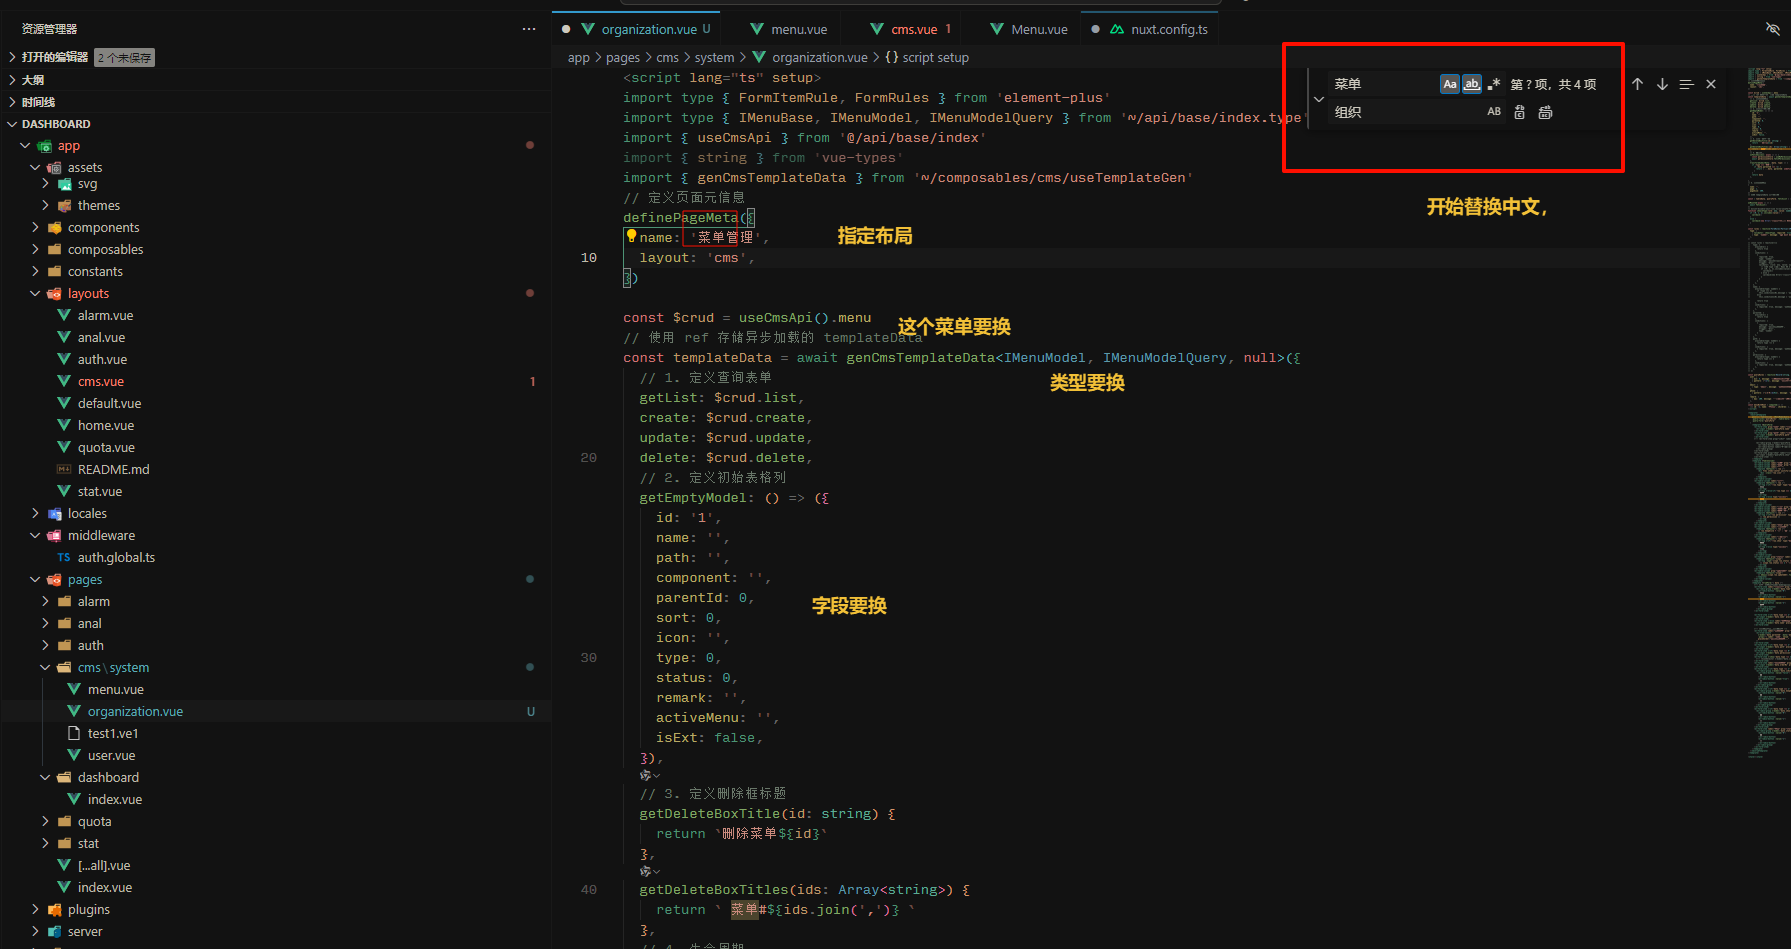 资源管理器
打开的编辑器 2 个未保存
大纲
时间线
DASHBOARD
app
assets
svg
themes
components
composables
constants
layouts
alarm.vue
anal.vue
auth.vue
cms.vue 1
default.vue
home.vue
quota.vue
README.md
stat.vue
locales
middleware
TS auth.global.ts
pages
alarm
anal
auth
cms\system
menu.vue
organization.vue U
test1.ve1
user.vue
dashboard
index.vue
quota
stat
[...all].vue
index.vue
plugins
server
organization.vue U
menu.vue
cms.vue 1
Menu.vue
nuxt.config.ts
app > pages > cms > system > organization.vue > {} script setup
菜单 Aa ab .* 第 ? 项，共 4 项
组织 AB
开始替换中文，
<script lang="ts" setup>
import type { FormItemRule, FormRules } from 'element-plus'
import type { IMenuBase, IMenuModel, IMenuModelQuery } from '~/api/base/index.type'
import { useCmsApi } from '@/api/base/index'
import { string } from 'vue-types'
import { genCmsTemplateData } from '~/composables/cms/useTemplateGen'
// 定义页面元信息
definePageMeta({
name: '菜单管理',
指定布局
10 layout: 'cms',
})
const $crud = useCmsApi().menu
这个菜单要换
// 使用 ref 存储异步加载的 templateData
const templateData = await genCmsTemplateData<IMenuModel, IMenuModelQuery, null>({
类型要换
// 1. 定义查询表单
getList: $crud.list,
create: $crud.create,
update: $crud.update,
20 delete: $crud.delete,
// 2. 定义初始表格列
getEmptyModel: () => ({
id: '1',
name: '',
path: '',
component: '',
parentId: 0,
字段要换
sort: 0,
icon: '',
30 type: 0,
status: 0,
remark: '',
activeMenu: '',
isExt: false,
}),
// 3. 定义删除框标题
getDeleteBoxTitle(id: string) {
return `删除菜单${id}`
},
40 getDeleteBoxTitles(ids: Array<string>) {
return ` 菜单#${ids.join(',')} `
},
// 4. 生命周期